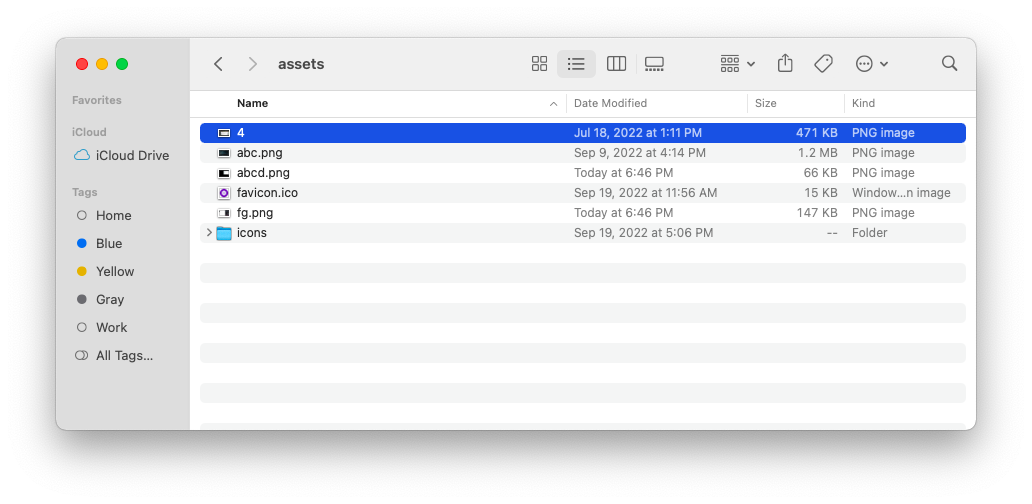 assets
Favorites
iCloud
iCloud Drive
Tags
Home
Blue
Yellow
Gray
Work
All Tags...
Name Date Modified Size Kind
4 Jul 18, 2022 at 1:11 PM 471 KB PNG image
abc.png Sep 9, 2022 at 4:14 PM 1.2 MB PNG image
abcd.png Today at 6:46 PM 66 KB PNG image
favicon.ico Sep 19, 2022 at 11:56 AM 15 KB Window...n image
fg.png Today at 6:46 PM 147 KB PNG image
icons Sep 19, 2022 at 5:06 PM -- Folder